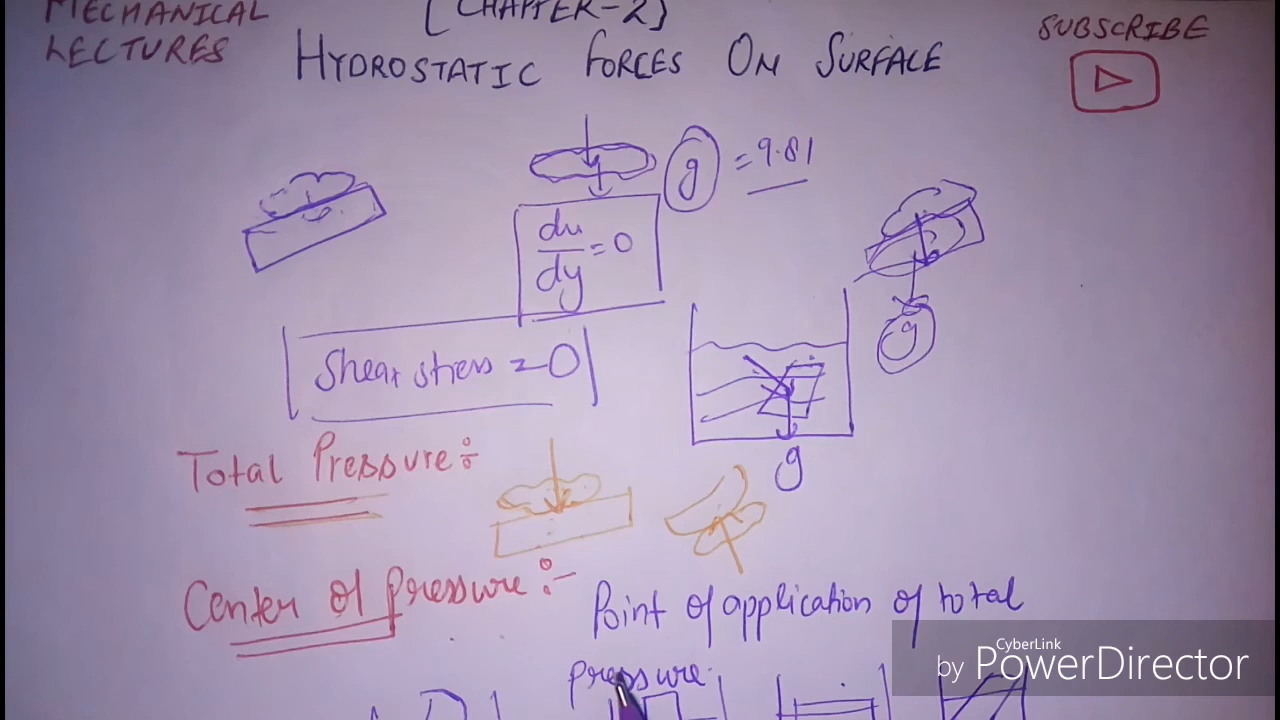 MECHANICAL
LECTURES
[CHAPTER-2]
HYDROSTATIC FORCES ON SURFACE
SUBSCRIBE
g = 9.81
du/dy = 0
g
Shear stress = 0
g
Total Pressure:
Center of pressure:-
Point of application of total
pressure.
CyberLink
by PowerDirector